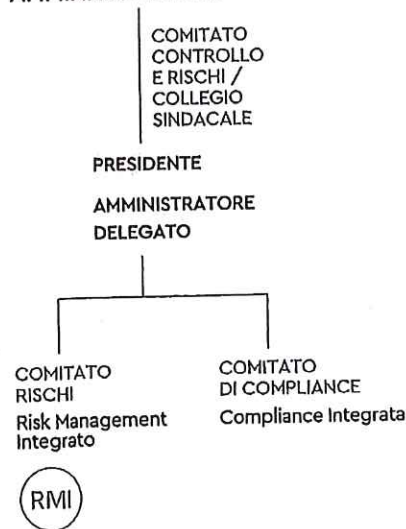 COMITATO
CONTROLLO
E RISCHI /
COLLEGIO
SINDACALE
PRESIDENTE
AMMINISTRATORE
DELEGATO
COMITATO
RISCHI
Risk Management
Integrato
COMITATO
DI COMPLIANCE
Compliance Integrata
RMI